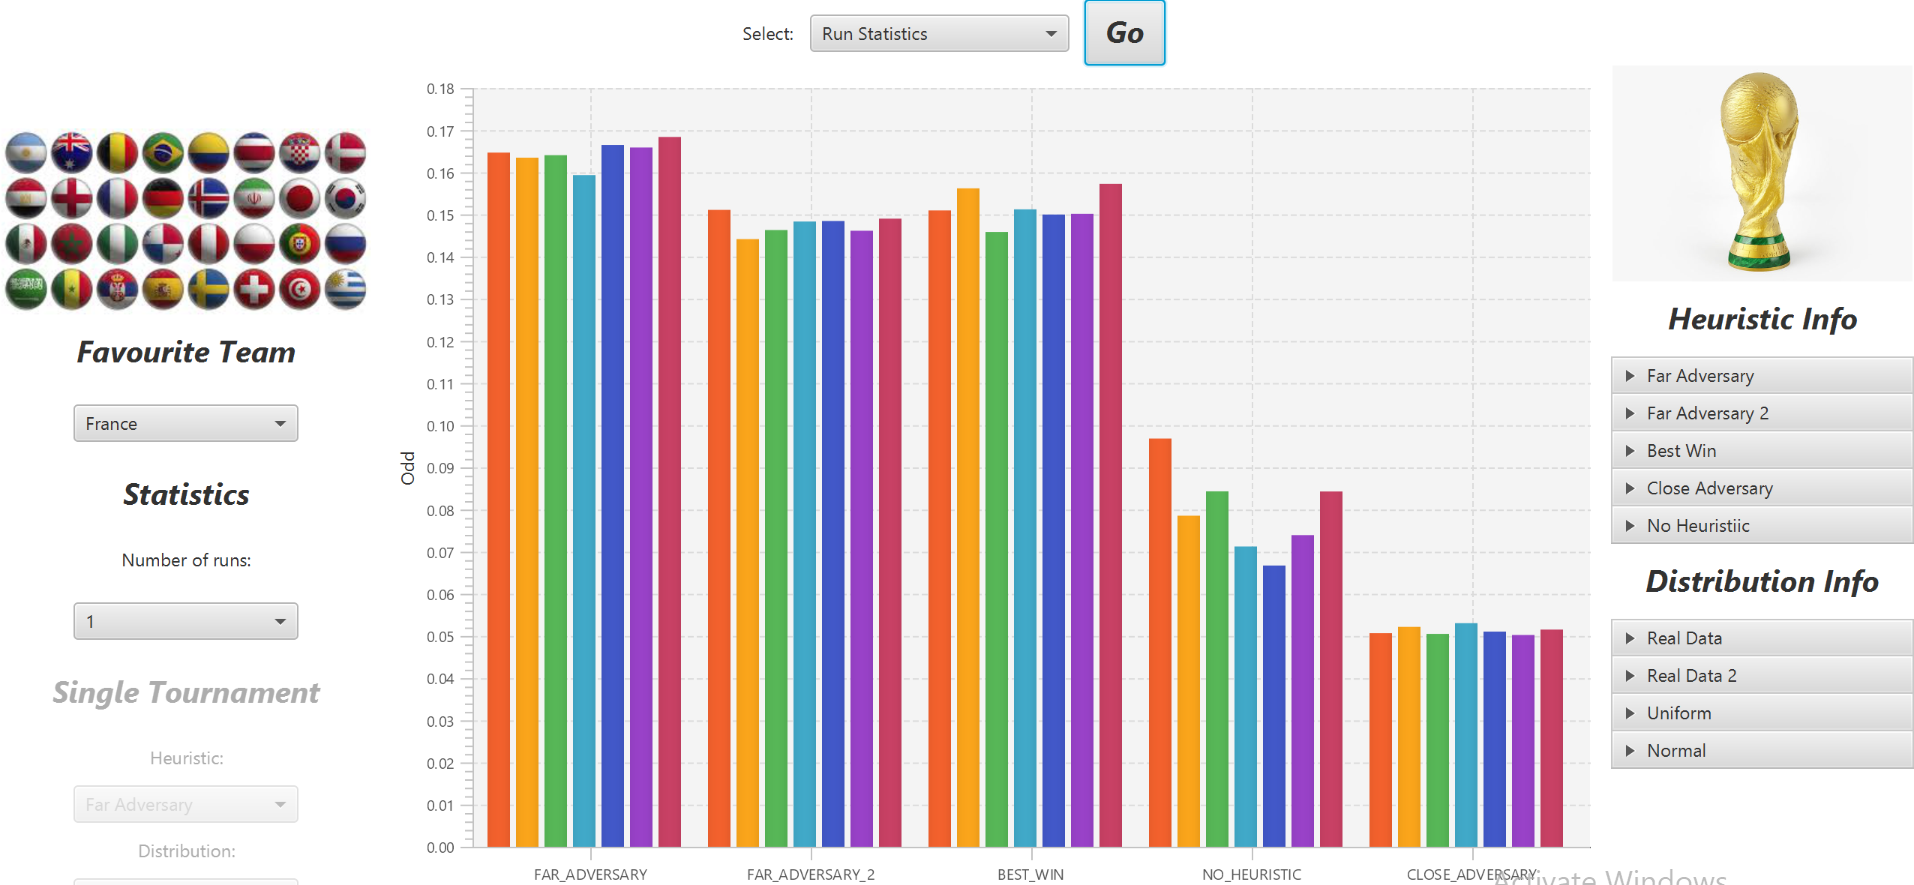 Select:
Run Statistics
Go
Favourite Team
France
Statistics
Number of runs:
1
Single Tournament
Heuristic:
Far Adversary
Distribution:
0.18
0.17
0.16
0.15
0.14
0.13
0.12
0.11
0.10
0.09
0.08
0.07
0.06
0.05
0.04
0.03
0.02
0.01
0.00
Odd
FAR_ADVERSARY
FAR_ADVERSARY_2
BEST_WIN
NO_HEURISTIC
CLOSE_ADVERSARY
Heuristic Info
Far Adversary
Far Adversary 2
Best Win
Close Adversary
No Heuristiic
Distribution Info
Real Data
Real Data 2
Uniform
Normal
Activate Windows